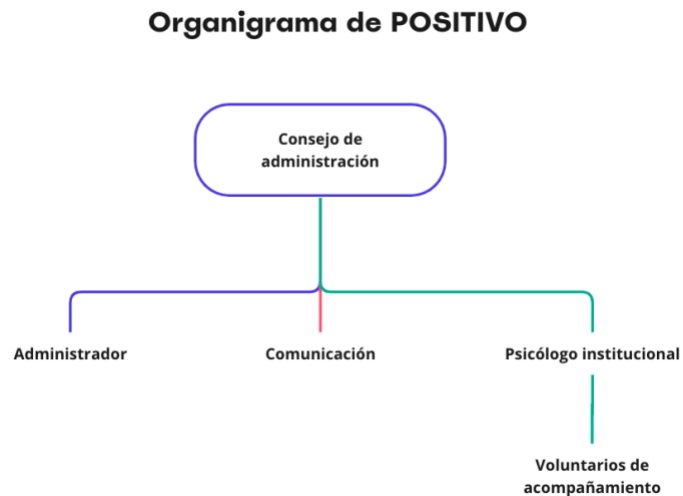 Organigrama de POSITIVO
Consejo de
administración
Administrador
Comunicación
Psicólogo institucional
Voluntarios de
acompañamiento